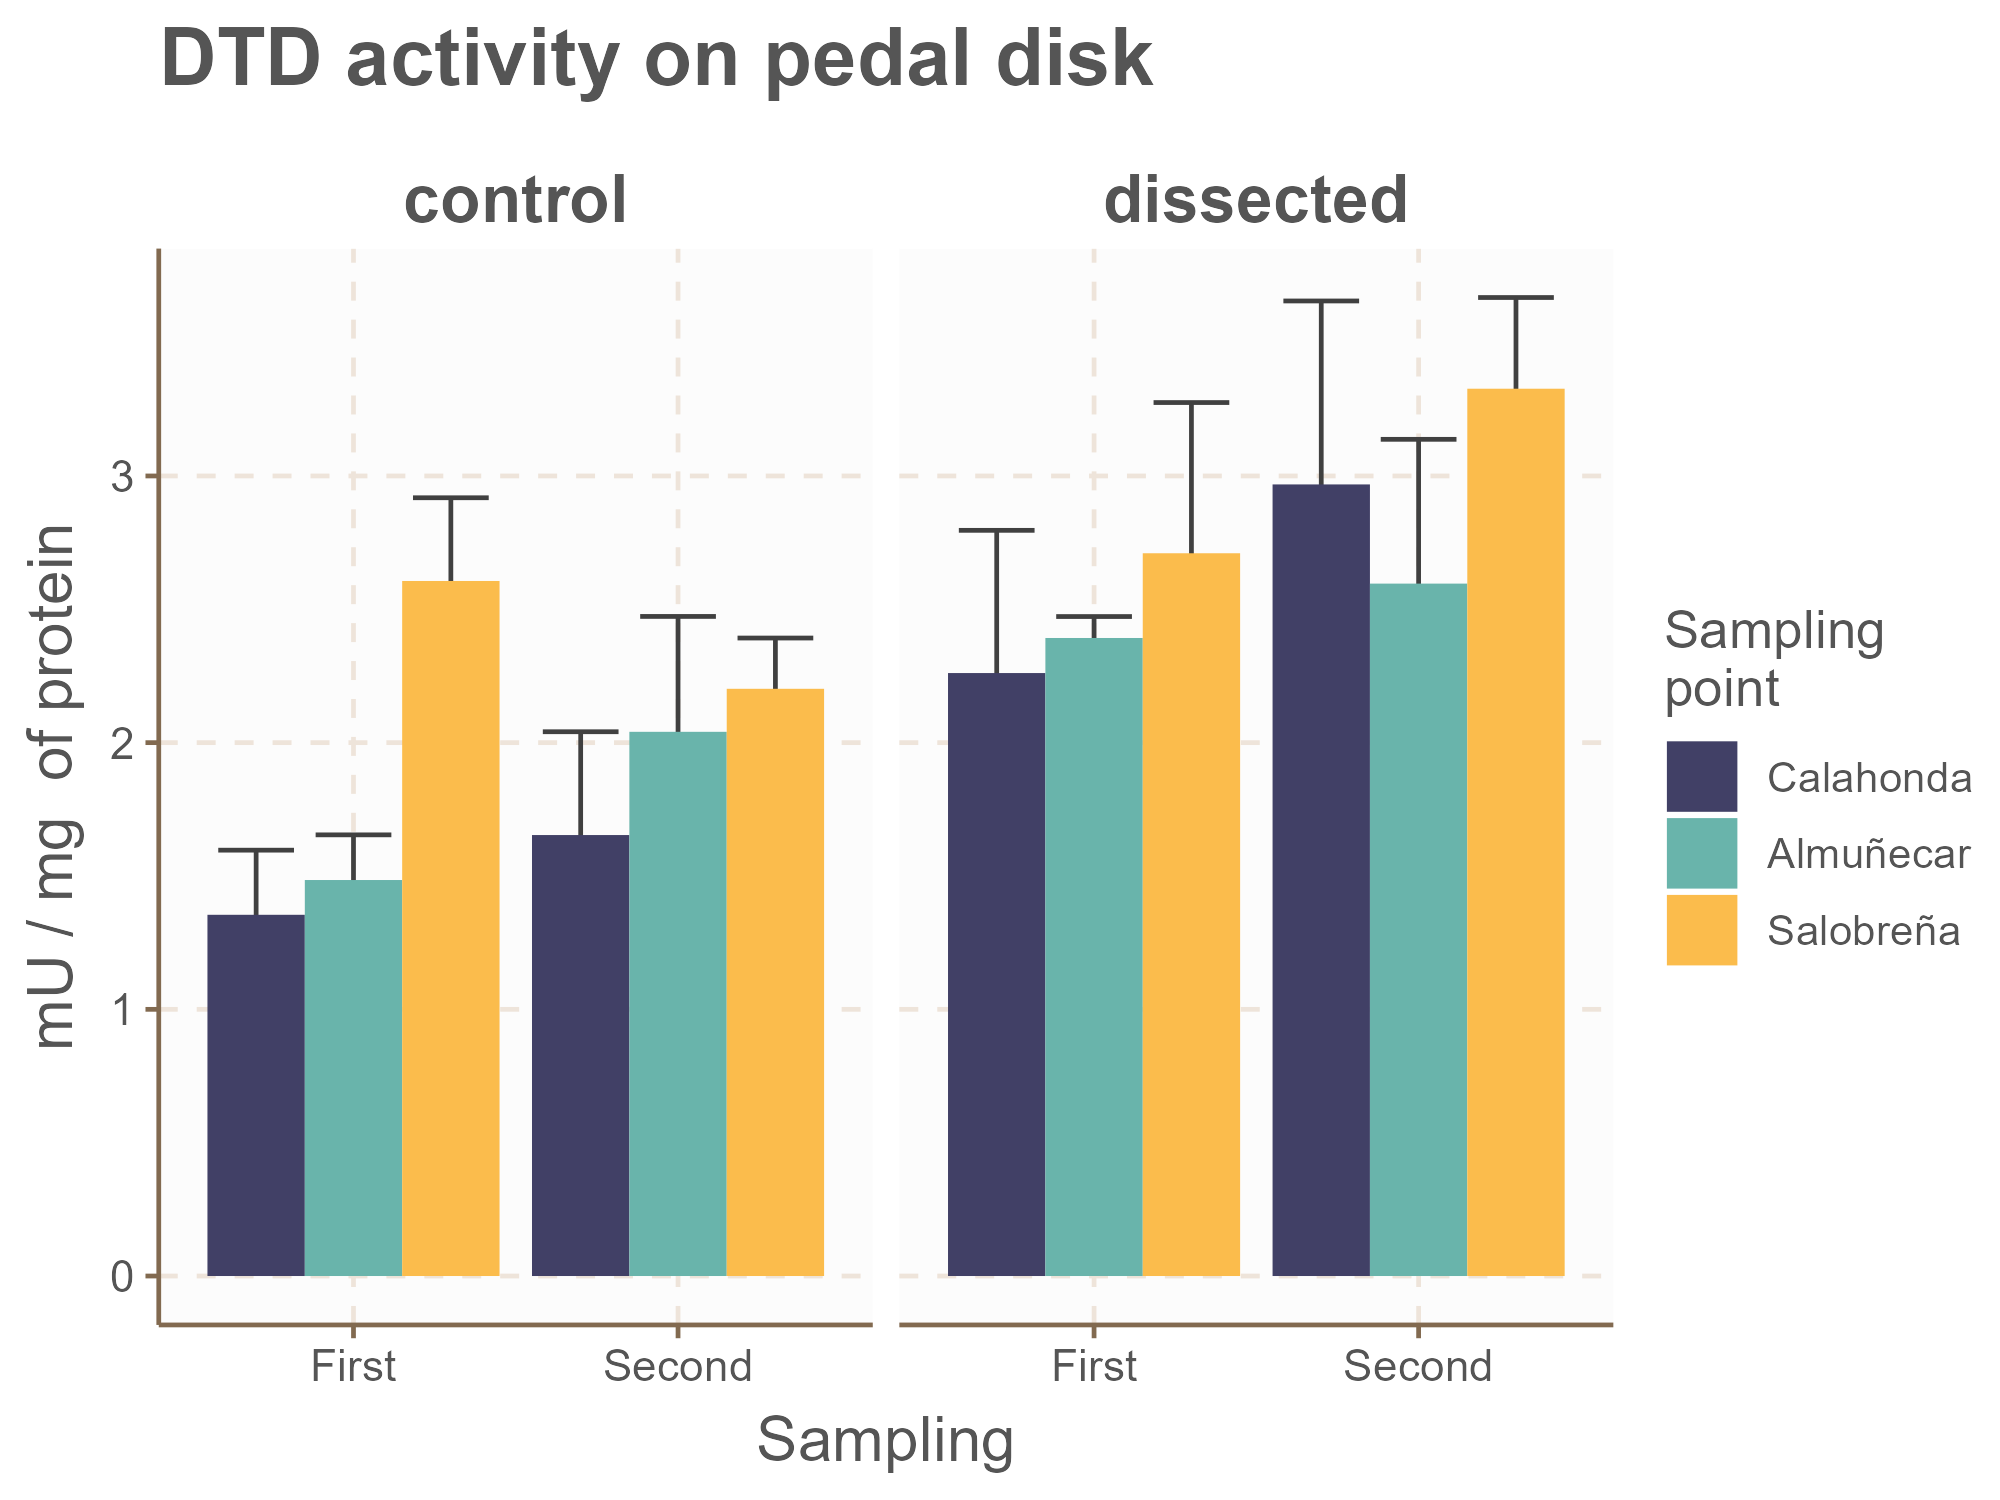 DTD activity on pedal disk
control
dissected
mU / mg  of protein
3
2
1
0
First
Second
First
Second
Sampling
Sampling
point
Calahonda
Almuñecar
Salobreña